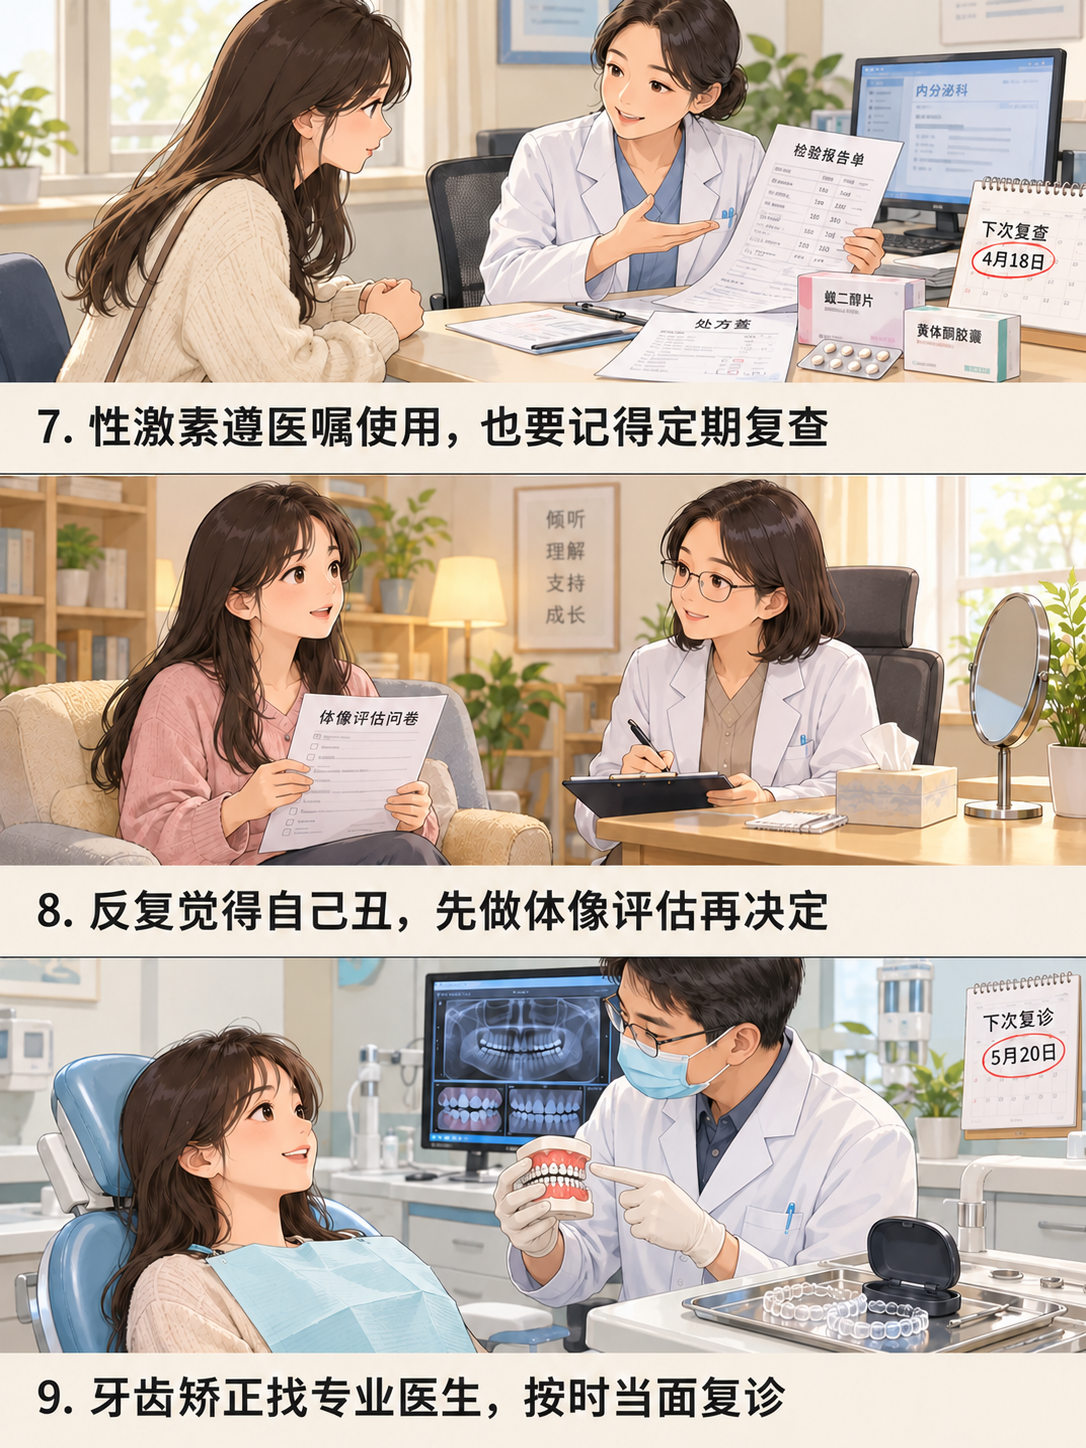 内分泌科
检验报告单
下次复查
4月18日
雌二醇片
黄体酮胶囊
处方萱
7. 性激素遵医嘱使用，也要记得定期复查
倾听
理解
支持
成长
体像评估问卷
8. 反复觉得自己丑，先做体像评估再决定
下次复诊
5月20日
9. 牙齿矫正找专业医生，按时当面复诊